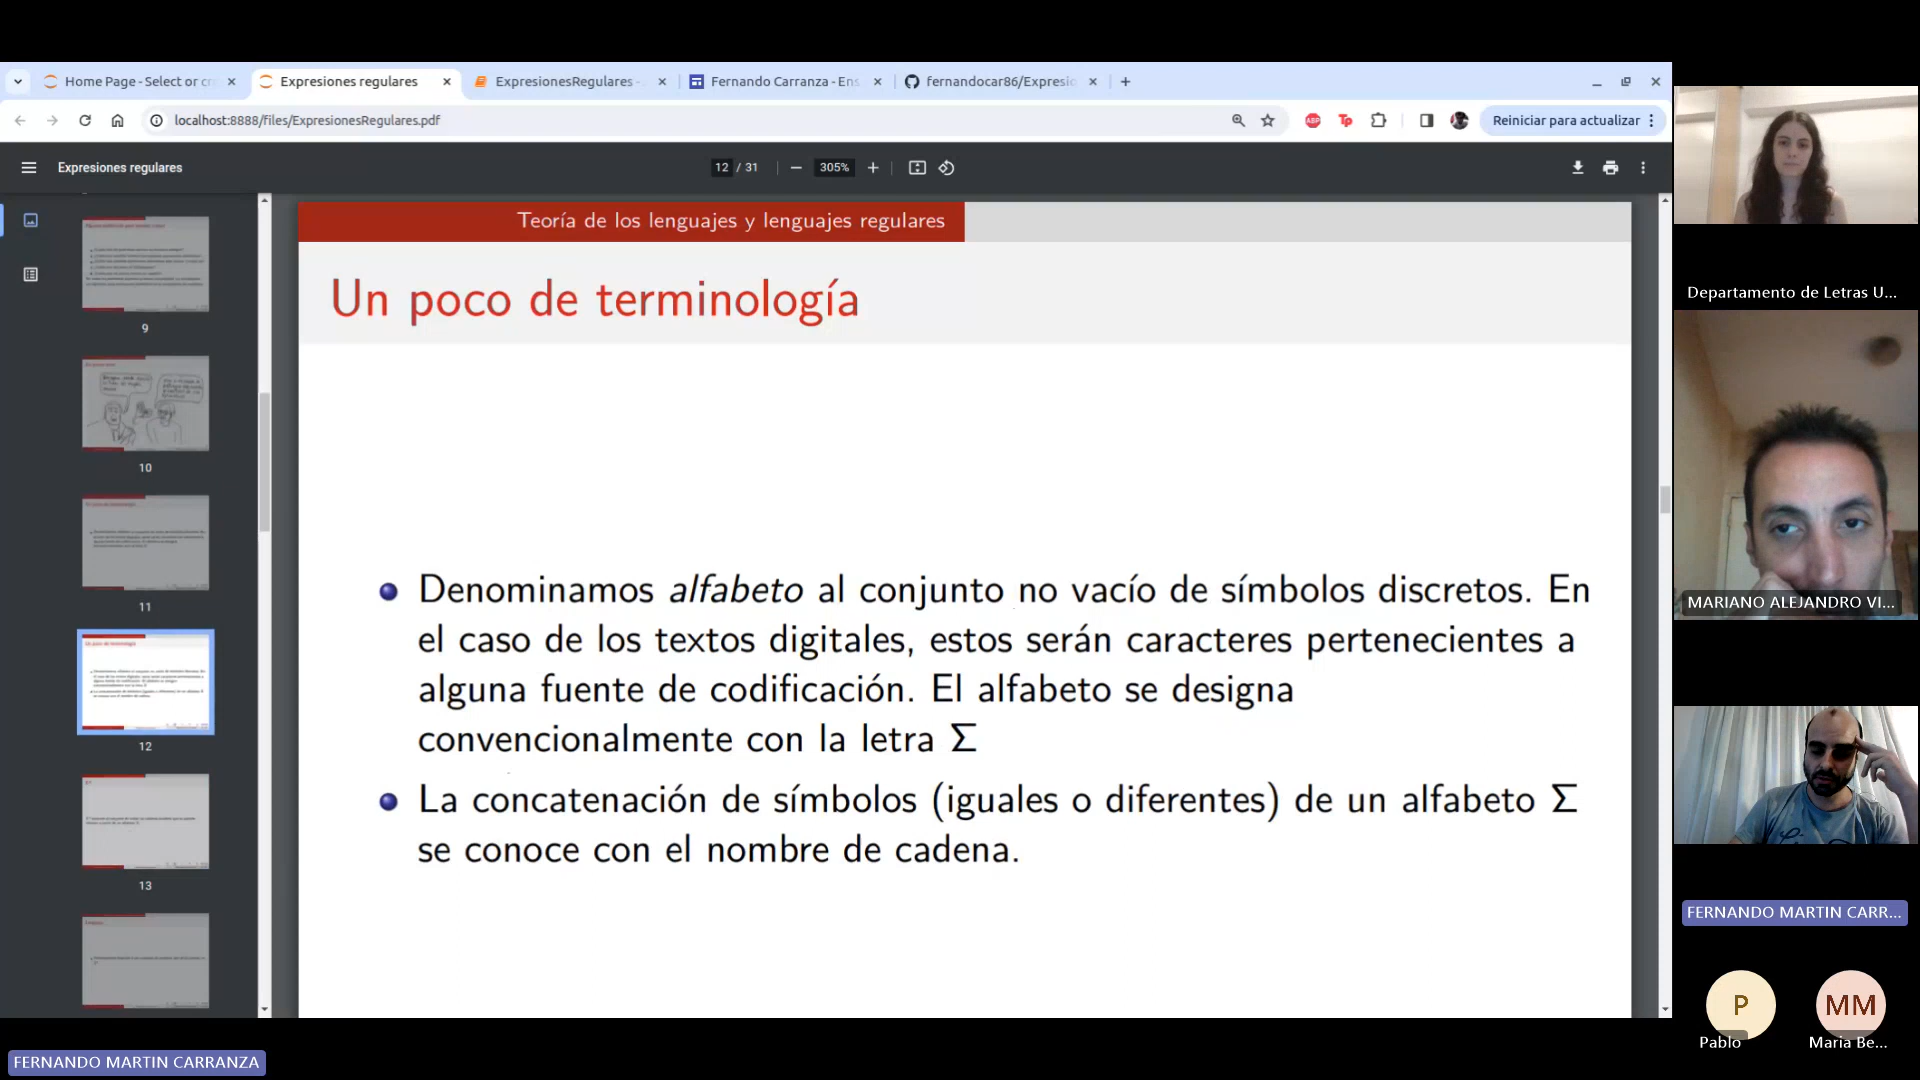 Home Page - Select or cr
Expresiones regulares
ExpresionesRegulares -
Fernando Carranza - Ens
fernandocar86/Expresio
localhost:8888/files/ExpresionesRegulares.pdf
ABP
Tp
Reiniciar para actualizar
Expresiones regulares
12 / 31
305%
9
10
11
12
13
Teoría de los lenguajes y lenguajes regulares
Un poco de terminología
Denominamos alfabeto al conjunto no vacío de símbolos discretos. En
el caso de los textos digitales, estos serán caracteres pertenecientes a
alguna fuente de codificación. El alfabeto se designa
convencionalmente con la letra Σ
La concatenación de símbolos (iguales o diferentes) de un alfabeto Σ
se conoce con el nombre de cadena.
Departamento de Letras U...
MARIANO ALEJANDRO VI...
FERNANDO MARTIN CARR...
P
Pablo
MM
Maria Be...
FERNANDO MARTIN CARRANZA